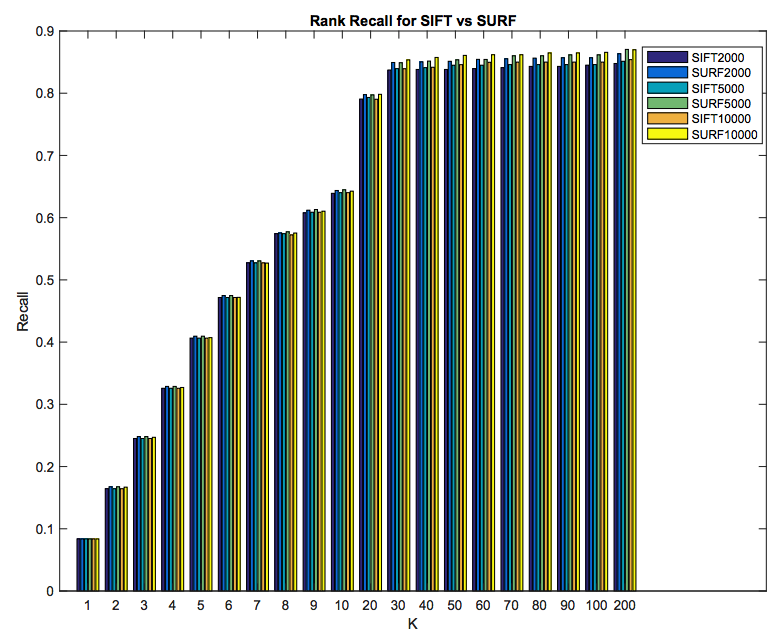 Rank Recall for SIFT vs SURF
0.9
0.8
0.7
0.6
0.5
0.4
0.3
0.2
0.1
0
Recall
SIFT2000
SURF2000
SIFT5000
SURF5000
SIFT10000
SURF10000
1 2 3 4 5 6 7 8 9 10 20 30 40 50 60 70 80 90 100 200
K